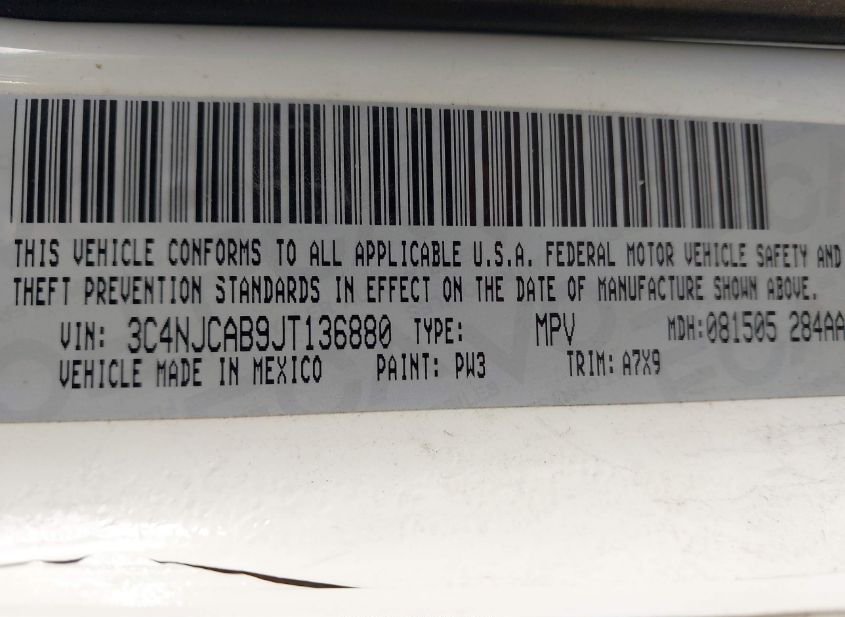 THIS VEHICLE CONFORMS TO ALL APPLICABLE U.S.A. FEDERAL MOTOR VEHICLE SAFETY AND
THEFT PREVENTION STANDARDS IN EFFECT ON THE DATE OF MANUFACTURE SHOWN ABOVE.
VIN: 3C4NJCAB9JT136880 TYPE: MPV MDH:081505 284AA
VEHICLE MADE IN MEXICO PAINT: PW3 TRIM: A7X9